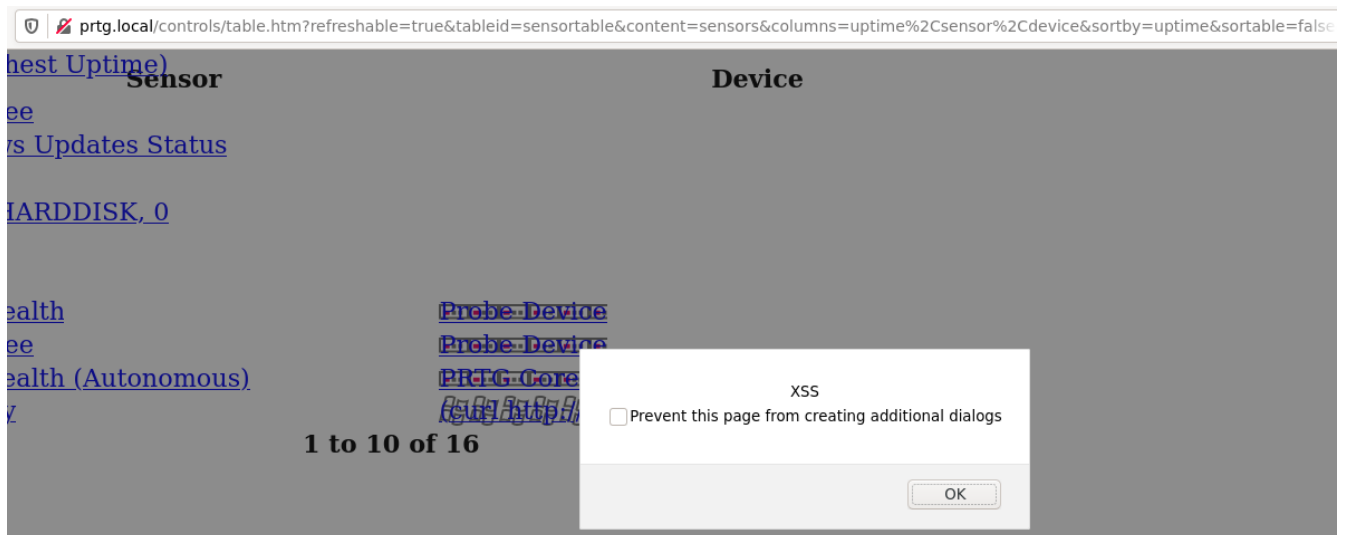 prtg.local/controls/table.htm?refreshable=true&tableid=sensortable&content=sensors&columns=uptime%2Csensor%2Cdevice&sortby=uptime&sortable=false
hest Uptime)
Sensor Device
ee
s Updates Status
HARDDISK, 0
ealth Probe Device
ee Probe Device
ealth (Autonomous) PRTG Core
y (curl http:/
1 to 10 of 16
XSS
Prevent this page from creating additional dialogs
OK